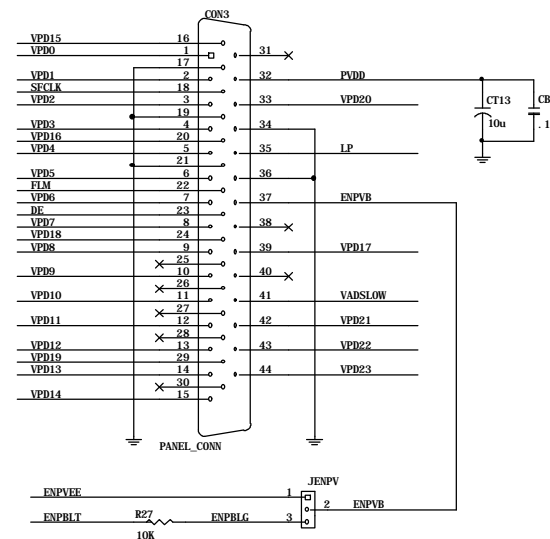 CON3
VPD15 16
VPD0 1 31
17
VPD1 2 32 PVDD
SFCLK 18
VPD2 3 33 VPD20 CT13 CB
19
10u .1
VPD3 4 34
VPD16 20
VPD4 5 35 LP
21
VPD5 6 36
FLM 22
VPD6 7 37 ENPVB
DE 23
VPD7 8 38
VPD18 24
VPD8 9 39 VPD17
25
VPD9 10 40
26
VPD10 11 41 VADSLOW
27
VPD11 12 42 VPD21
28
VPD12 13 43 VPD22
VPD19 29
VPD13 14 44 VPD23
30
VPD14 15
PANEL_CONN
JENPV
ENPVEE 1
2 ENPVB
ENPBLT R27 ENPBLG 3
10K